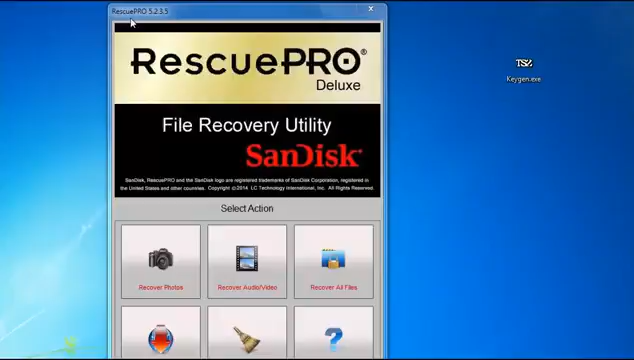 RescuePRO 5.2.3.5
RescuePRO®
Deluxe
File Recovery Utility
SanDisk
SanDisk, RescuePRO and the SanDisk logo are registered trademarks of SanDisk Corporation, registered in
the United States and other countries. Copyright ©2014 LC Technology International, Inc. All Rights Reserved.
Select Action
Recover Photos
Recover Audio/Video
Recover All Files
TSZ
Keygen.exe